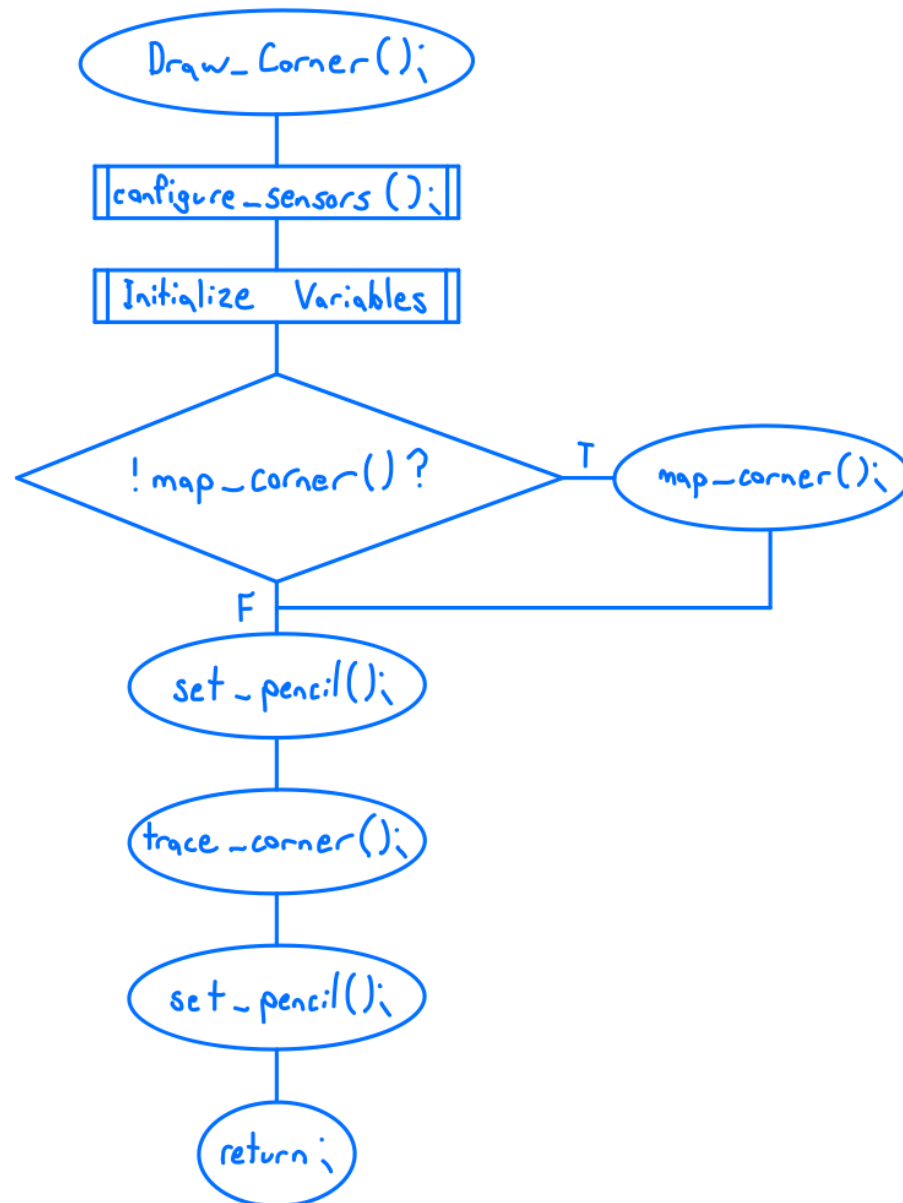 Draw_Corner();
configure_sensors();
Initialize Variables
!map_corner()?
T
map_corner();
F
set_pencil();
trace_corner();
set_pencil();
return;